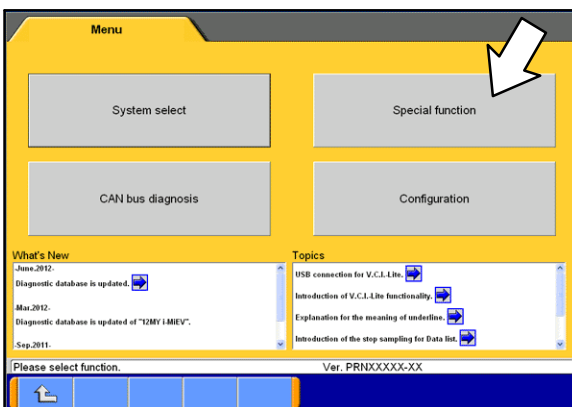 Menu
System select
Special function
CAN bus diagnosis
Configuration
What's New
Topics
-June.2012-
Diagnostic database is updated.
-Mar.2012-
Diagnostic database is updated of "12MY i-MiEV".
-Sep.2011-
USB connection for V.C.I.-Lite.
Introduction of V.C.I.-Lite functionality.
Explanation for the meaning of underline.
Introduction of the stop sampling for Data list.
Please select function.
Ver. PRNXXXXX-XX